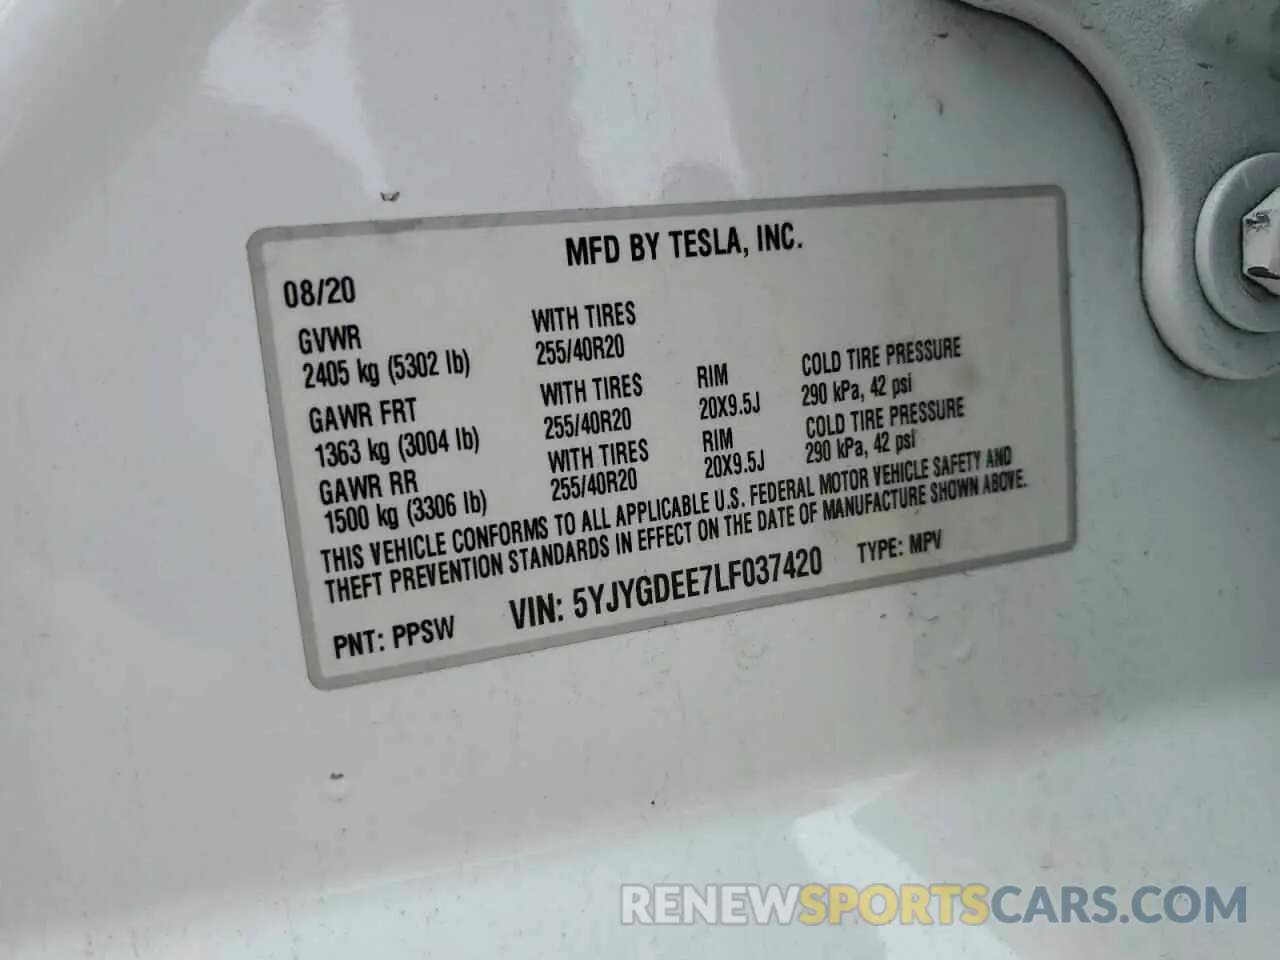 MFD BY TESLA, INC.
08/20
GVWR WITH TIRES
2405 kg (5302 lb) 255/40R20
GAWR FRT WITH TIRES RIM COLD TIRE PRESSURE
1363 kg (3004 lb) 255/40R20 20X9.5J 290 kPa, 42 psi
GAWR RR WITH TIRES RIM COLD TIRE PRESSURE
1500 kg (3306 lb) 255/40R20 20X9.5J 290 kPa, 42 psi
THIS VEHICLE CONFORMS TO ALL APPLICABLE U.S. FEDERAL MOTOR VEHICLE SAFETY AND
THEFT PREVENTION STANDARDS IN EFFECT ON THE DATE OF MANUFACTURE SHOWN ABOVE.
PNT: PPSW VIN: 5YJYGDEE7LF037420 TYPE: MPV
RENEWSPORTSCARS.COM